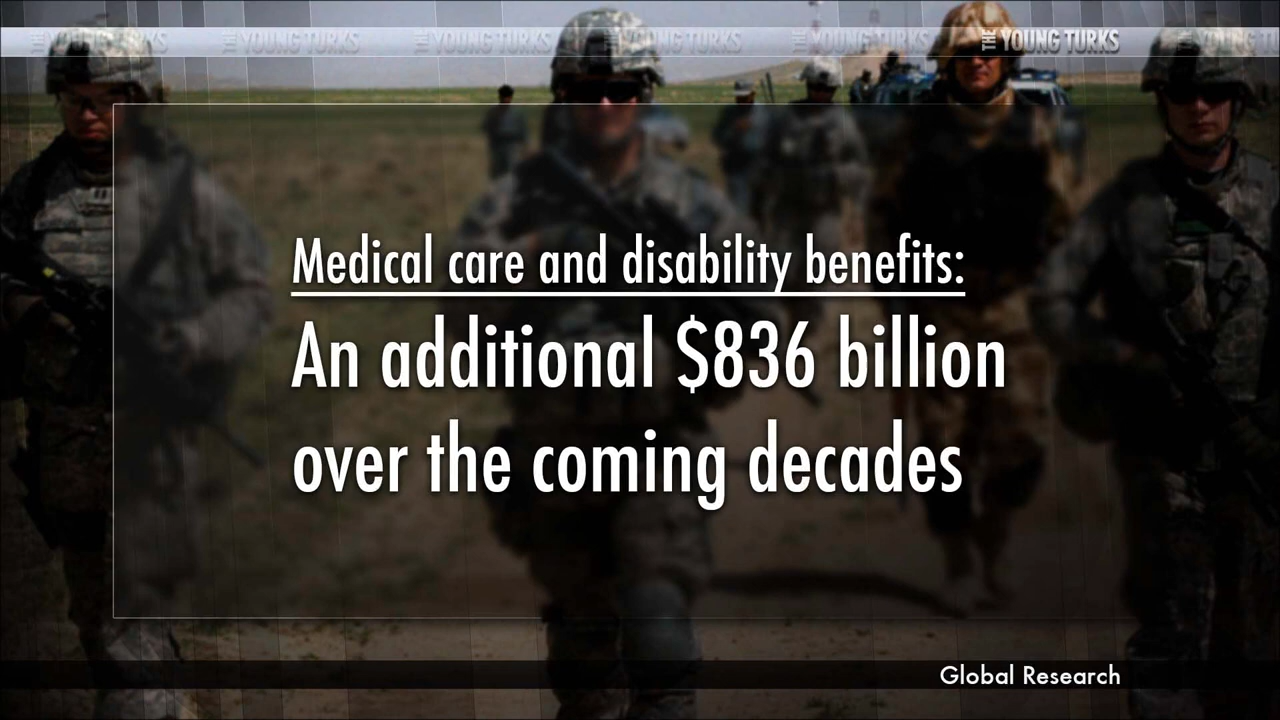 THE YOUNG TURKS
Medical care and disability benefits:
An additional $836 billion
over the coming decades
Global Research